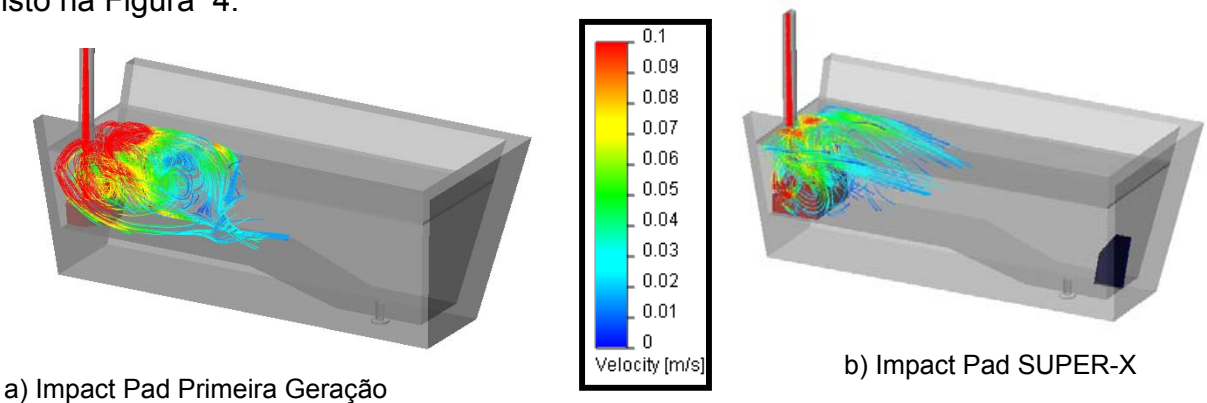 isto na Figura 4.
0.1
0.09
0.08
0.07
0.06
0.05
0.04
0.03
0.02
0.01
0
Velocity [m/s]
a) Impact Pad Primeira Geração
b) Impact Pad SUPER-X